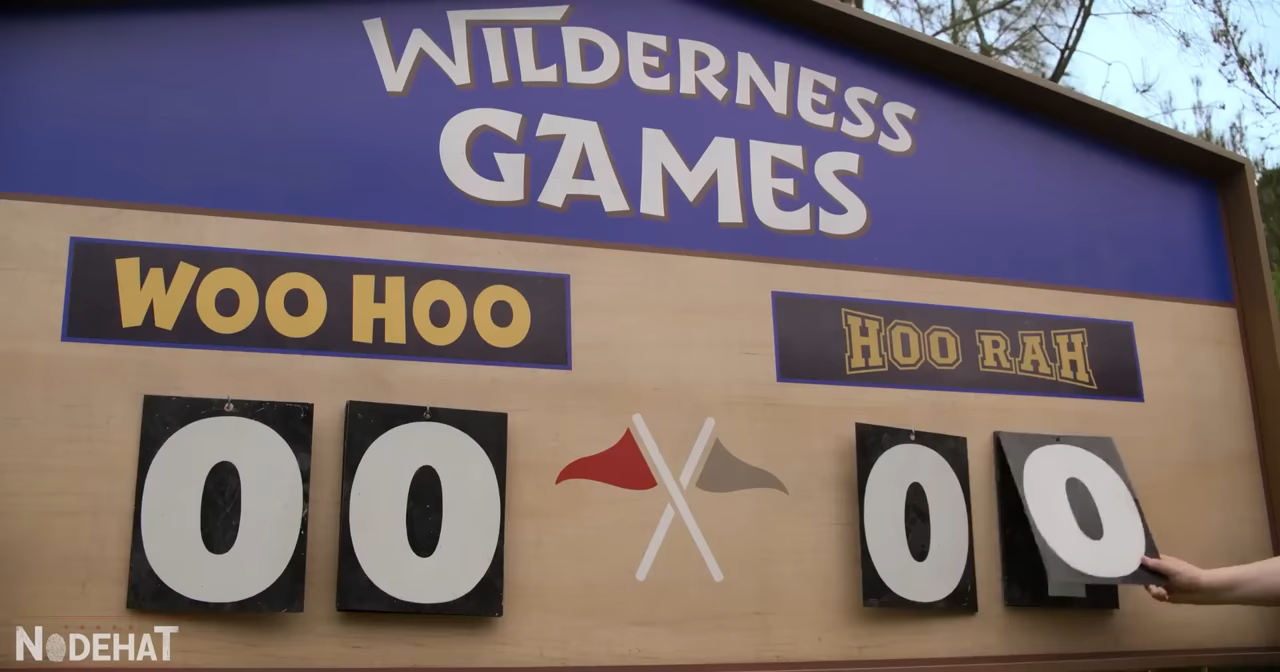 WILDERNESS
GAMES
WOO HOO
HOO RAH
00
00
NODEHAT